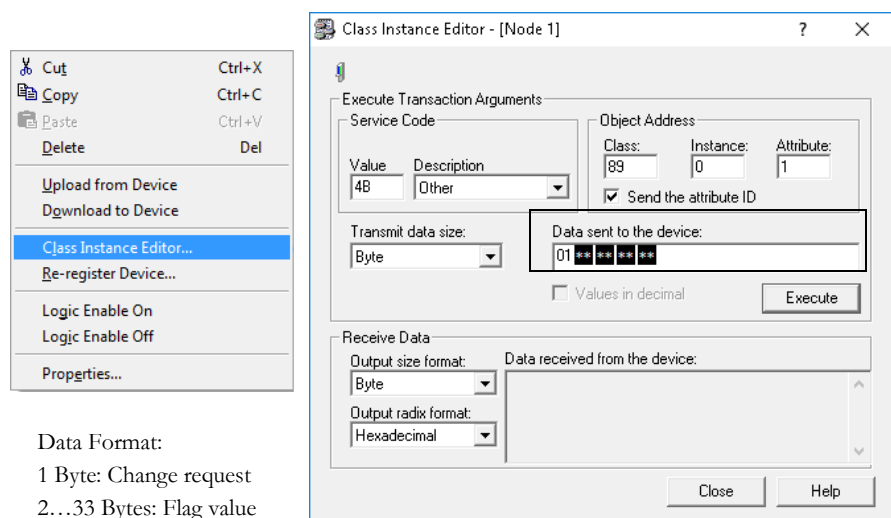 Cut Ctrl+X
Copy Ctrl+C
Paste Ctrl+V
Delete Del
Upload from Device
Download to Device
Class Instance Editor...
Re-register Device...
Logic Enable On
Logic Enable Off
Properties...
Data Format:
1 Byte: Change request
2…33 Bytes: Flag value
Class Instance Editor - [Node 1] ?
Execute Transaction Arguments
Service Code
Value Description
4B Other
Object Address
Class: Instance: Attribute:
89 0 1
Send the attribute ID
Transmit data size:
Byte
Data sent to the device:
01 ** ** ** **
Values in decimal
Execute
Receive Data
Output size format:
Byte
Output radix format:
Hexadecimal
Data received from the device:
Close Help